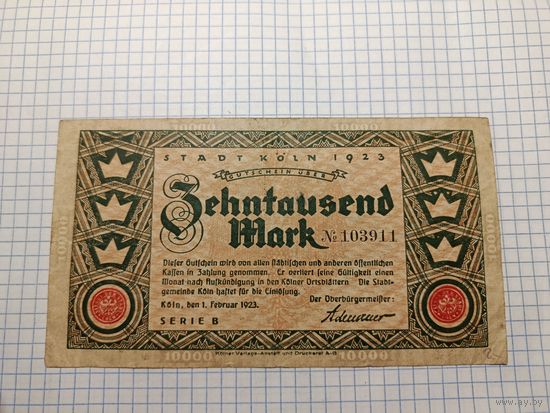 10000
10000
STADT KÖLN 1923
GUTSCHEIN ÜBER
Zehntausend
Mark
№ 103911
10000
10000
Dieser Gutschein wird von allen städtischen und anderen öffentlichen
Kassen in Zahlung genommen. Er verliert seine Gültigkeit einen
Monat nach Aufkündigung in den Kölner Ortsblättern. Die Stadt-
gemeinde Köln haftet für die Einlösung.
Der Oberbürgermeister:
Köln, den 1. Februar 1923.
Adenauer
SERIE B
10000
10000
Kölner Verlags-Anstalt und Druckerei A-G
www.ay.by